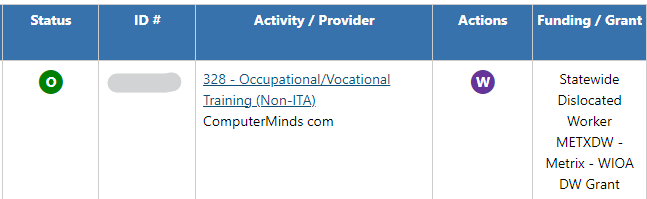 Status ID # Activity / Provider Actions Funding / Grant
O
328 - Occupational/Vocational
Training (Non-ITA)
ComputerMinds com
W
Statewide
Dislocated
Worker
METXDW -
Metrix - WIOA
DW Grant